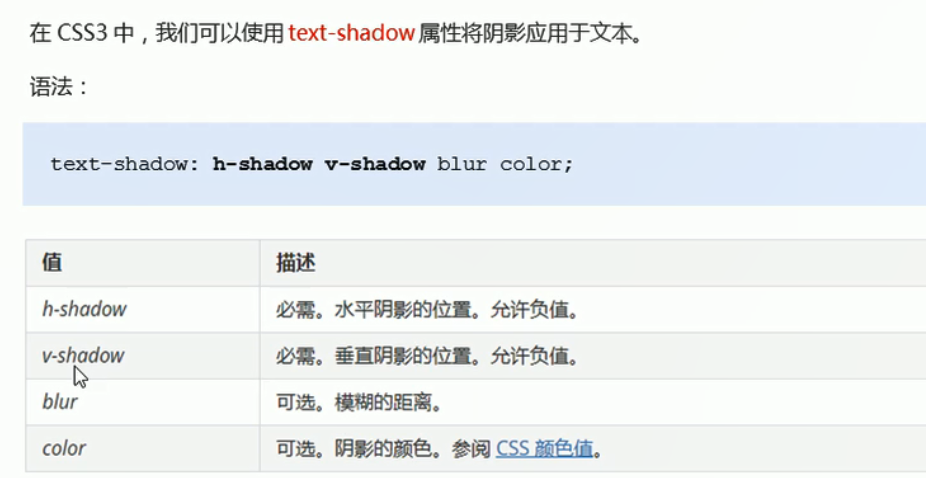 在 CSS3 中，我们可以使用 text-shadow 属性将阴影应用于文本。
语法：
text-shadow: h-shadow v-shadow blur color;
值 描述
h-shadow 必需。水平阴影的位置。允许负值。
v-shadow 必需。垂直阴影的位置。允许负值。
blur 可选。模糊的距离。
color 可选。阴影的颜色。参阅 CSS 颜色值。